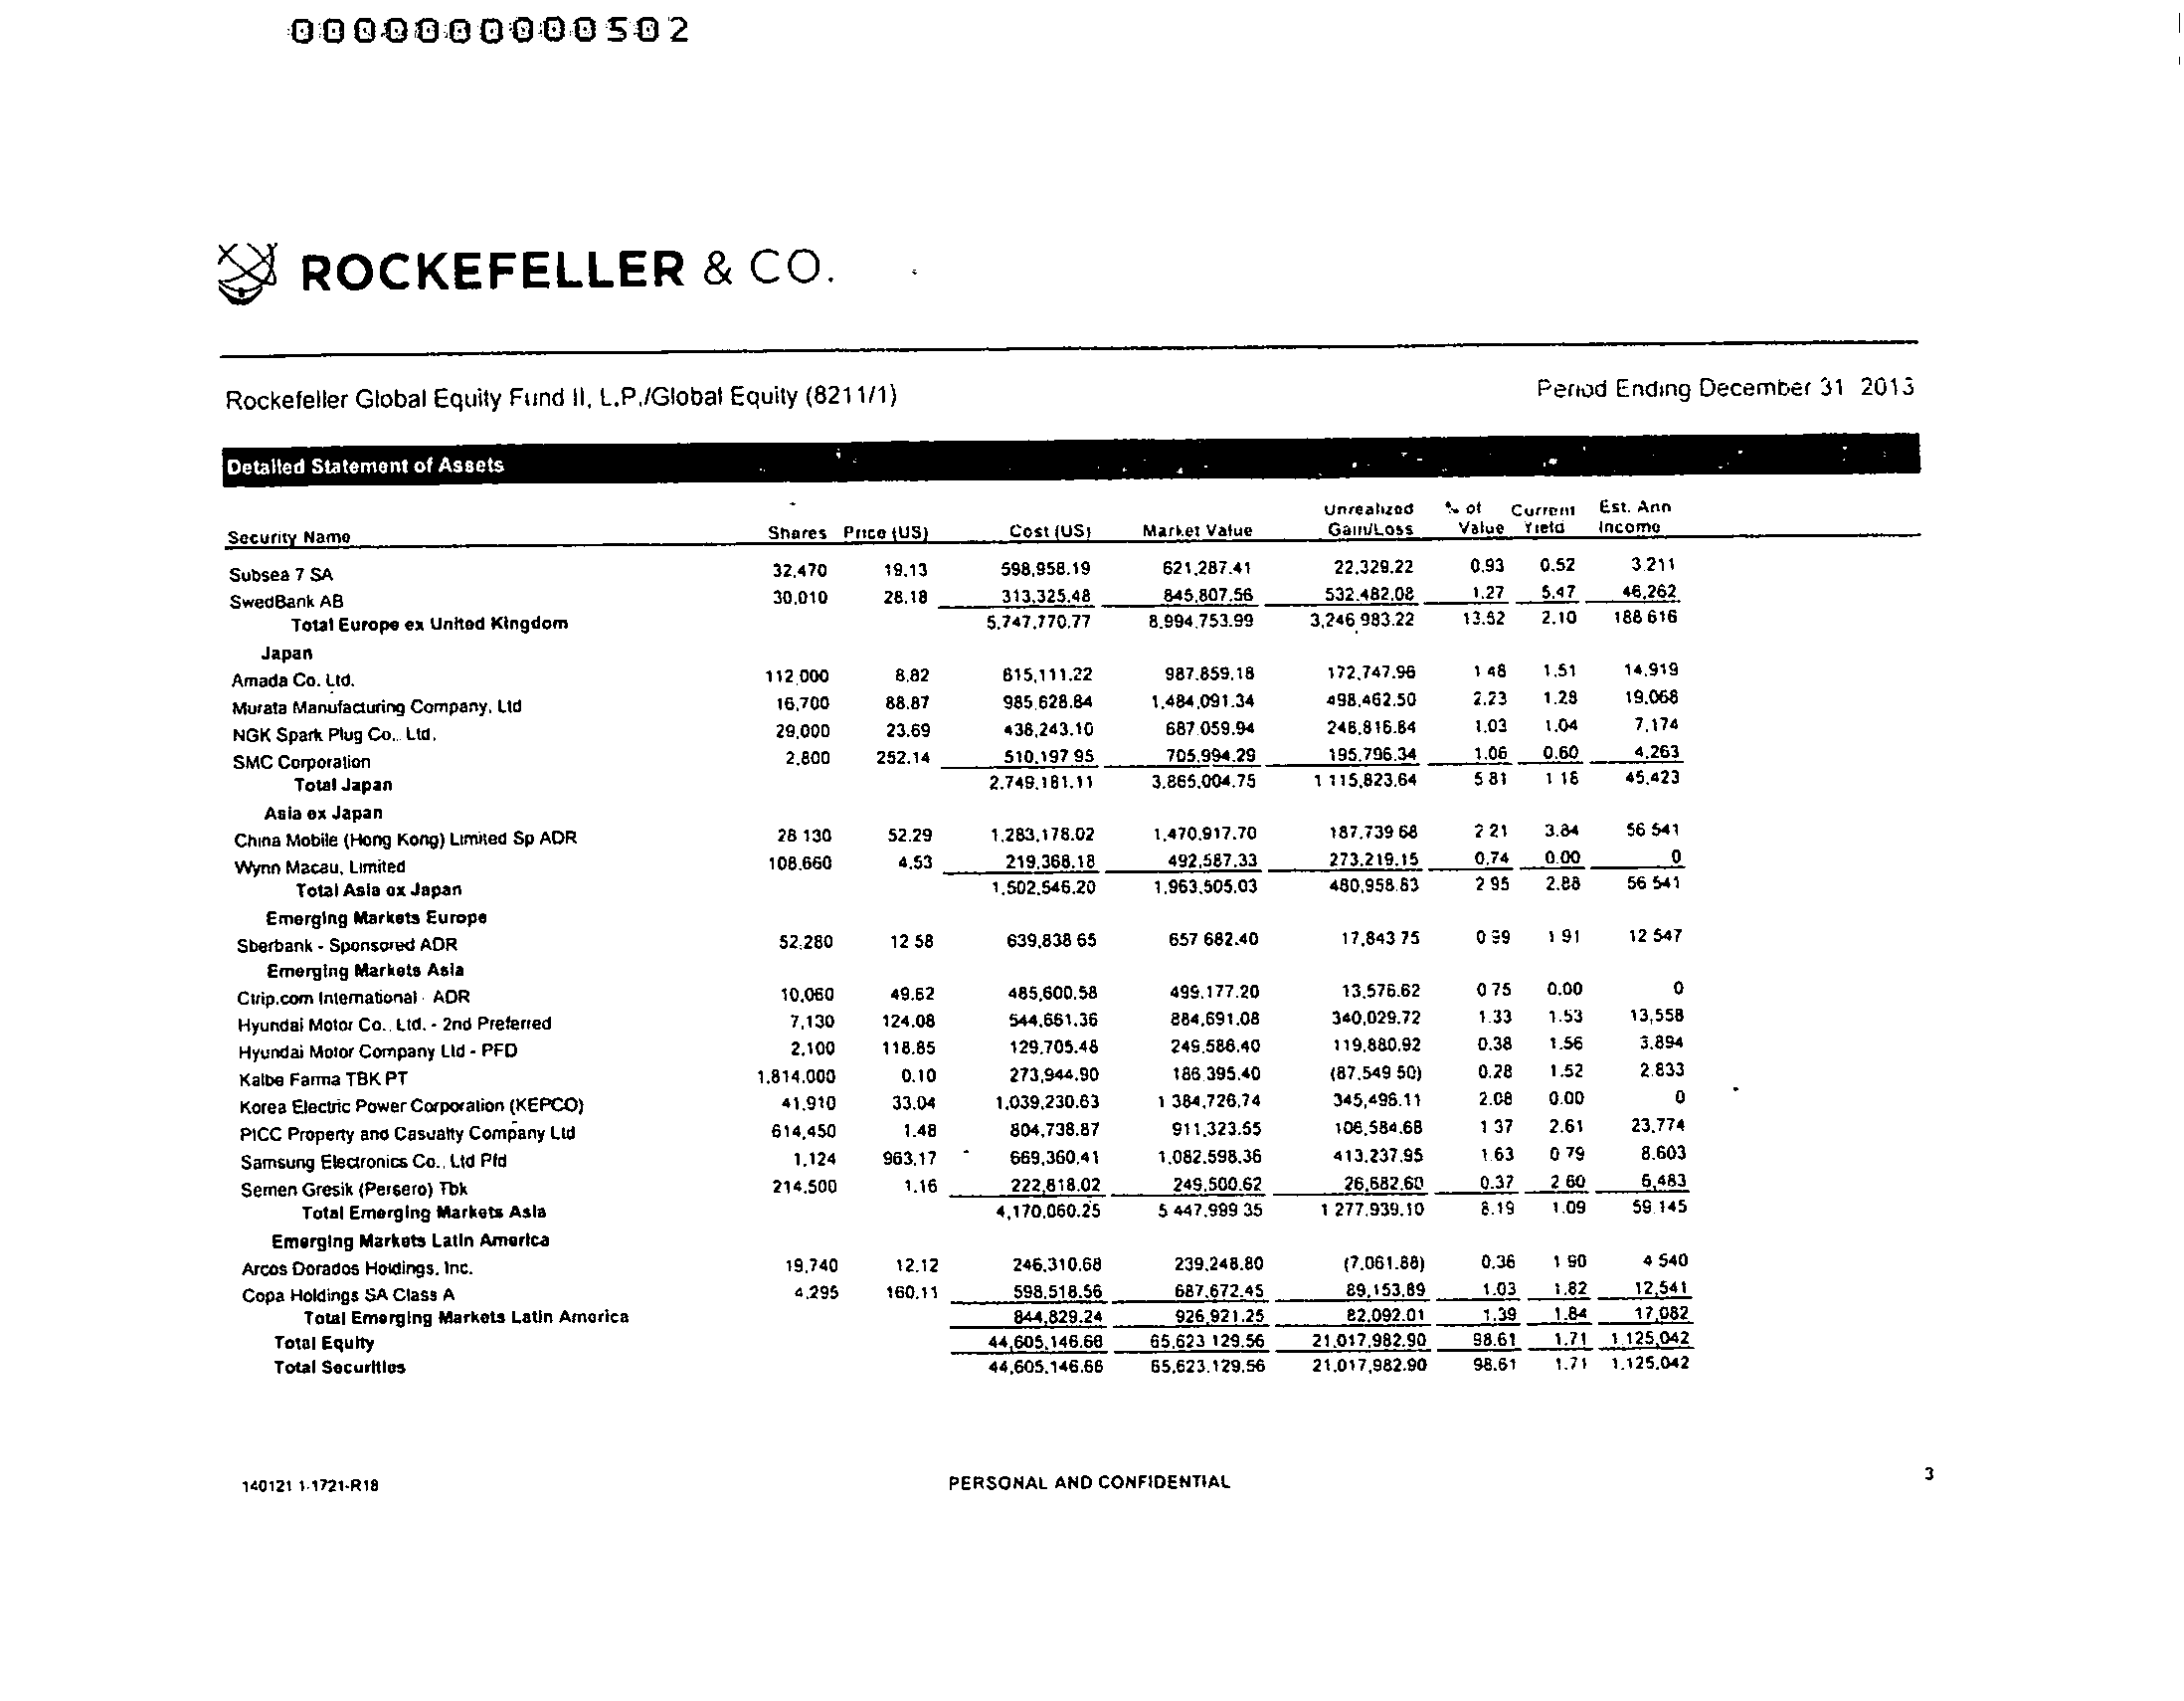 0000000000502
ROCKEFELLER & CO.
Rockefeller Global Equity Fund II, L.P./Global Equity (8211/1) Period Ending December 31 2013
Detailed Statement of Assets
Unrealized % of Current Est. Ann
Security Name Shares Price (US) Cost (US) Market Value Gain/Loss Value Yield Income
Subsea 7 SA 32,470 19.13 598,958.19 621,287.41 22,329.22 0.93 0.52 3 211
SwedBank AB 30,010 28.18 313,325.48 845,807.56 532,482.08 1.27 5.47 46,262
Total Europe ex United Kingdom 5,747,770.77 8,994,753.99 3,246,983.22 13.52 2.10 188 616
Japan
Amada Co. Ltd. 112 000 8.82 815,111.22 987,859.18 172,747.96 1 48 1.51 14,919
Murata Manufacturing Company, Ltd 16,700 88.87 985,628.84 1,484,091.34 498,462.50 2.23 1.28 19,068
NGK Spark Plug Co., Ltd. 29,000 23.69 438,243.10 687 059.94 248,816.84 1.03 1.04 7,174
SMC Corporation 2,800 252.14 510,197 95 705,994.29 195,796.34 1.06 0.60 4,263
Total Japan 2,749,181.11 3,865,004.75 1 115,823.64 5 81 1 18 45,423
Asia ex Japan
China Mobile (Hong Kong) Limited Sp ADR 28 130 52.29 1,283,178.02 1,470,917.70 187,739 68 2 21 3.84 56 541
Wynn Macau, Limited 108,660 4.53 219,368.18 492,587.33 273,219.15 0.74 0.00 0
Total Asia ex Japan 1,502,546.20 1,963,505.03 460,958.83 2 95 2.88 56 541
Emerging Markets Europe
Sberbank - Sponsored ADR 52,280 12 58 639,838 65 657 682.40 17,843 75 0 99 1 91 12 547
Emerging Markets Asia
Ctrip.com International - ADR 10,060 49.62 485,600.58 499,177.20 13,576.62 0 75 0.00 0
Hyundai Motor Co., Ltd. - 2nd Preferred 7,130 124.08 544,661.36 884,691.08 340,029.72 1.33 1.53 13,558
Hyundai Motor Company Ltd - PFD 2,100 118.85 129,705.48 249,586.40 119,880.92 0.38 1.56 3,894
Kalbe Farma TBK PT 1,814,000 0.10 273,944.90 186 395.40 (87,549 50) 0.28 1.52 2,833
Korea Electric Power Corporation (KEPCO) 41,910 33.04 1,039,230.63 1 384,726.74 345,496.11 2.08 0.00 0
PICC Property and Casualty Company Ltd 614,450 1.48 804,738.87 911,323.55 106,584.68 1 37 2.61 23,774
Samsung Electronics Co., Ltd Pfd 1,124 963.17 669,360.41 1,082,598.36 413,237.95 1.63 0 79 8,603
Semen Gresik (Persero) Tbk 214,500 1.16 222,818.02 249,500.62 26,682.60 0.37 2 60 6,483
Total Emerging Markets Asia 4,170,060.25 5 447,999 35 1 277,939.10 8.19 1.09 59 145
Emerging Markets Latin America
Arcos Dorados Holdings, Inc. 19,740 12.12 246,310.68 239,248.80 (7,061.88) 0.36 1 90 4 540
Copa Holdings SA Class A 4,295 160.11 598,518.56 687,672.45 89,153.89 1.03 1.82 12,541
Total Emerging Markets Latin America 844,829.24 926,921.25 82,092.01 1.39 1.84 17,082
Total Equity 44,605,146.66 65,623 129.56 21,017,982.90 98.61 1.71 1,125,042
Total Securities 44,605,146.66 65,623,129.56 21,017,982.90 98.61 1.71 1,125,042
140121 1-1721-R18 PERSONAL AND CONFIDENTIAL 3